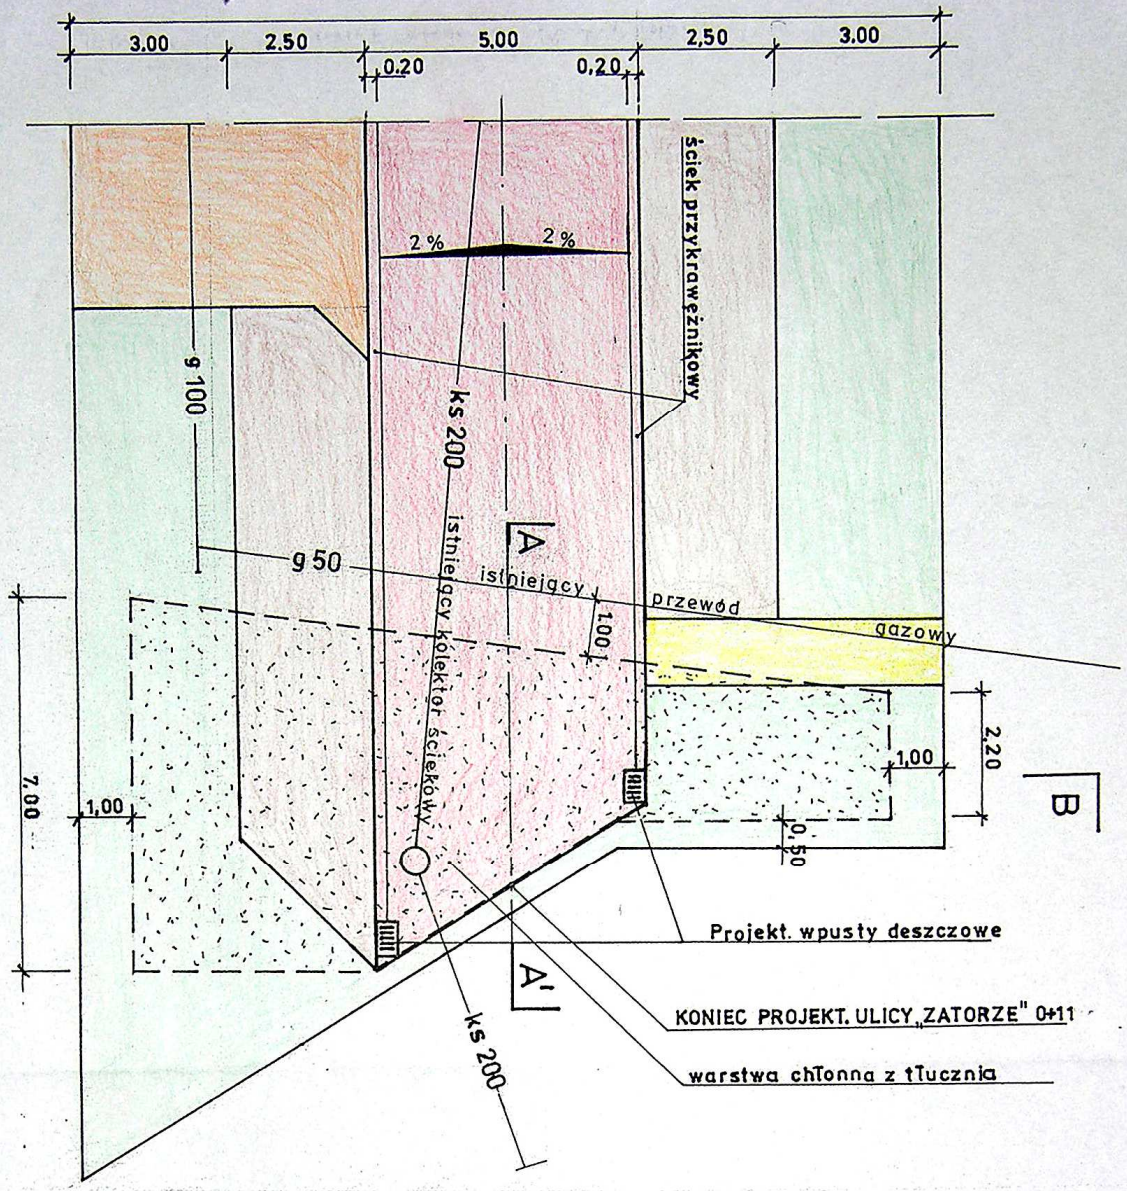 3.00 2.50 5,00 2,50 3.00
0.20 0,20
ściek przykrawężnikowy
2% 2%
g 100
ks 200
istniejący kolektor ściekowy
A
g 50
istniejący przewód gazowy
1.00
2,20
1,00
B
7,00
1,00
0,50
Projekt. wpusty deszczowe
A'
KONIEC PROJEKT. ULICY „ZATORZE" 0+11
ks 200
warstwa chłonna z tłucznia